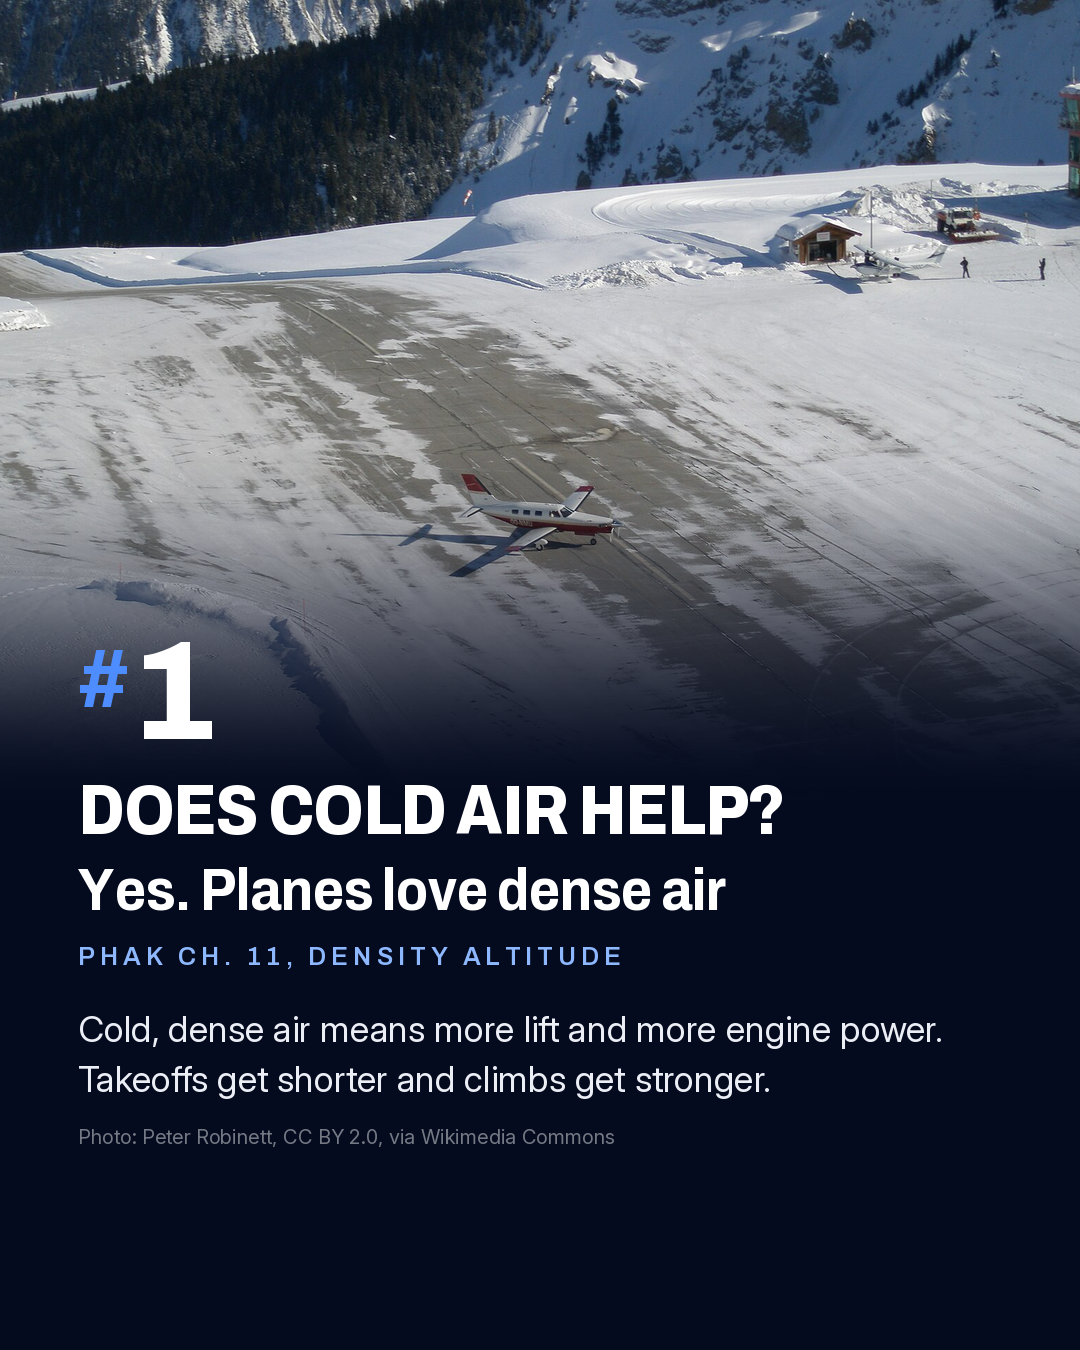 #1
DOES COLD AIR HELP?
Yes. Planes love dense air
PHAK CH. 11, DENSITY ALTITUDE
Cold, dense air means more lift and more engine power.
Takeoffs get shorter and climbs get stronger.
Photo: Peter Robinett, CC BY 2.0, via Wikimedia Commons